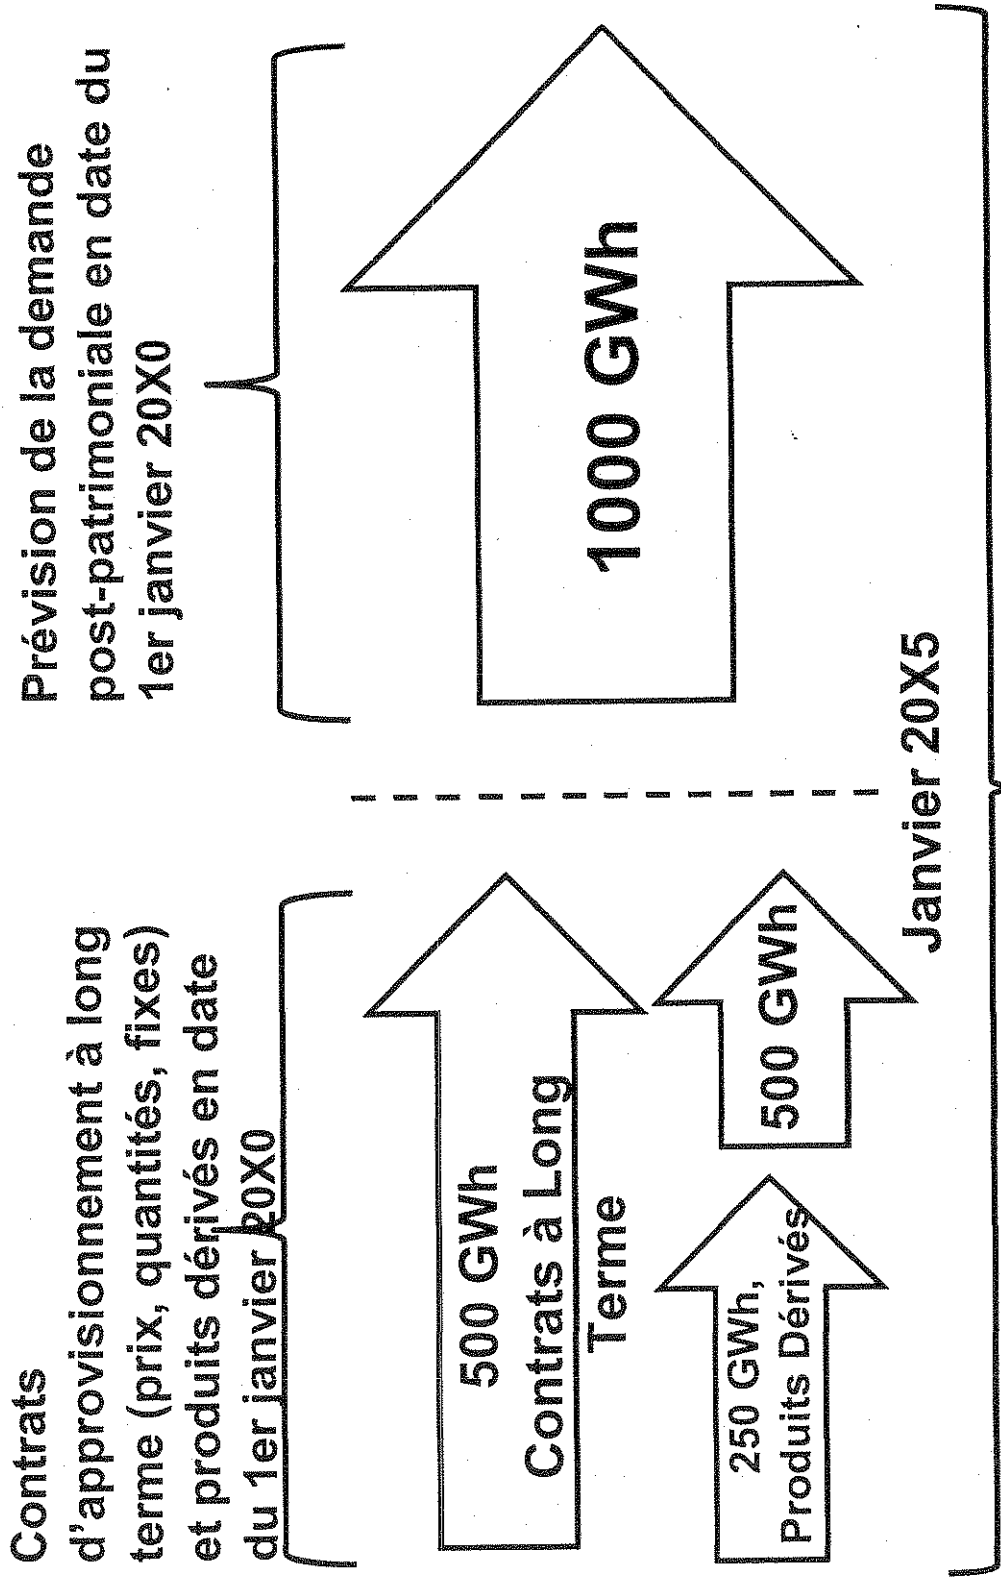 Contrats
d'approvisionnement à long
terme (prix, quantités, fixes)
et produits dérivés en date
du 1er janvier 20X0
Prévision de la demande
post-patrimoniale en date du
1er janvier 20X0
500 GWh
Contrats à Long
Terme
250 GWh,
Produits Dérivés
500 GWh
1000 GWh
Janvier 20X5